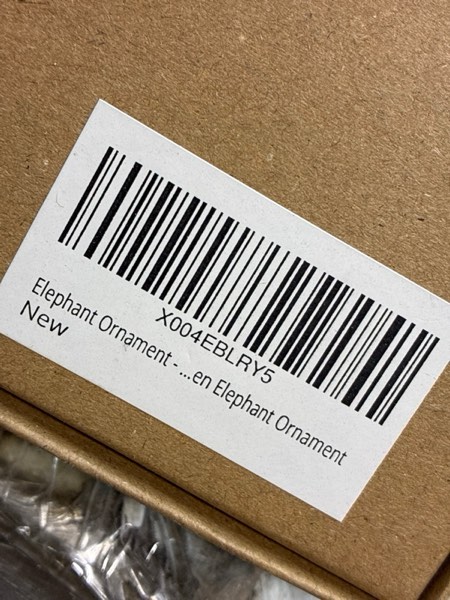 X004EBLRY5
Elephant Ornament - ...en Elephant Ornament
New